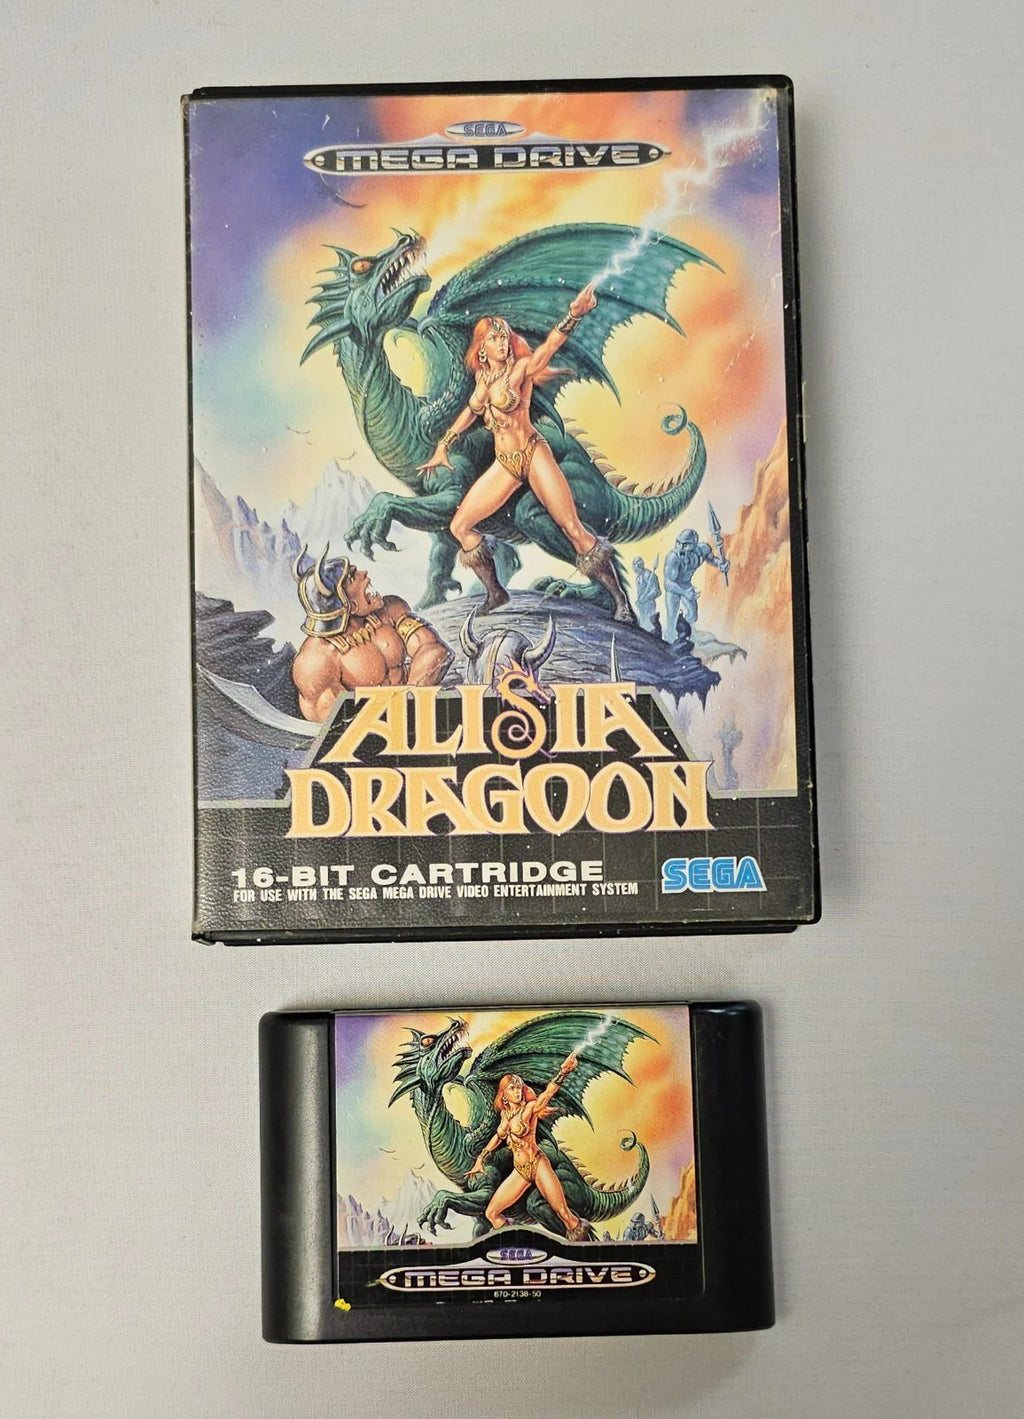 SEGA
MEGA DRIVE
ALISIA
DRAGOON
16-BIT CARTRIDGE
FOR USE WITH THE SEGA MEGA DRIVE VIDEO ENTERTAINMENT SYSTEM
SEGA
SEGA
MEGA DRIVE
670-2138-50